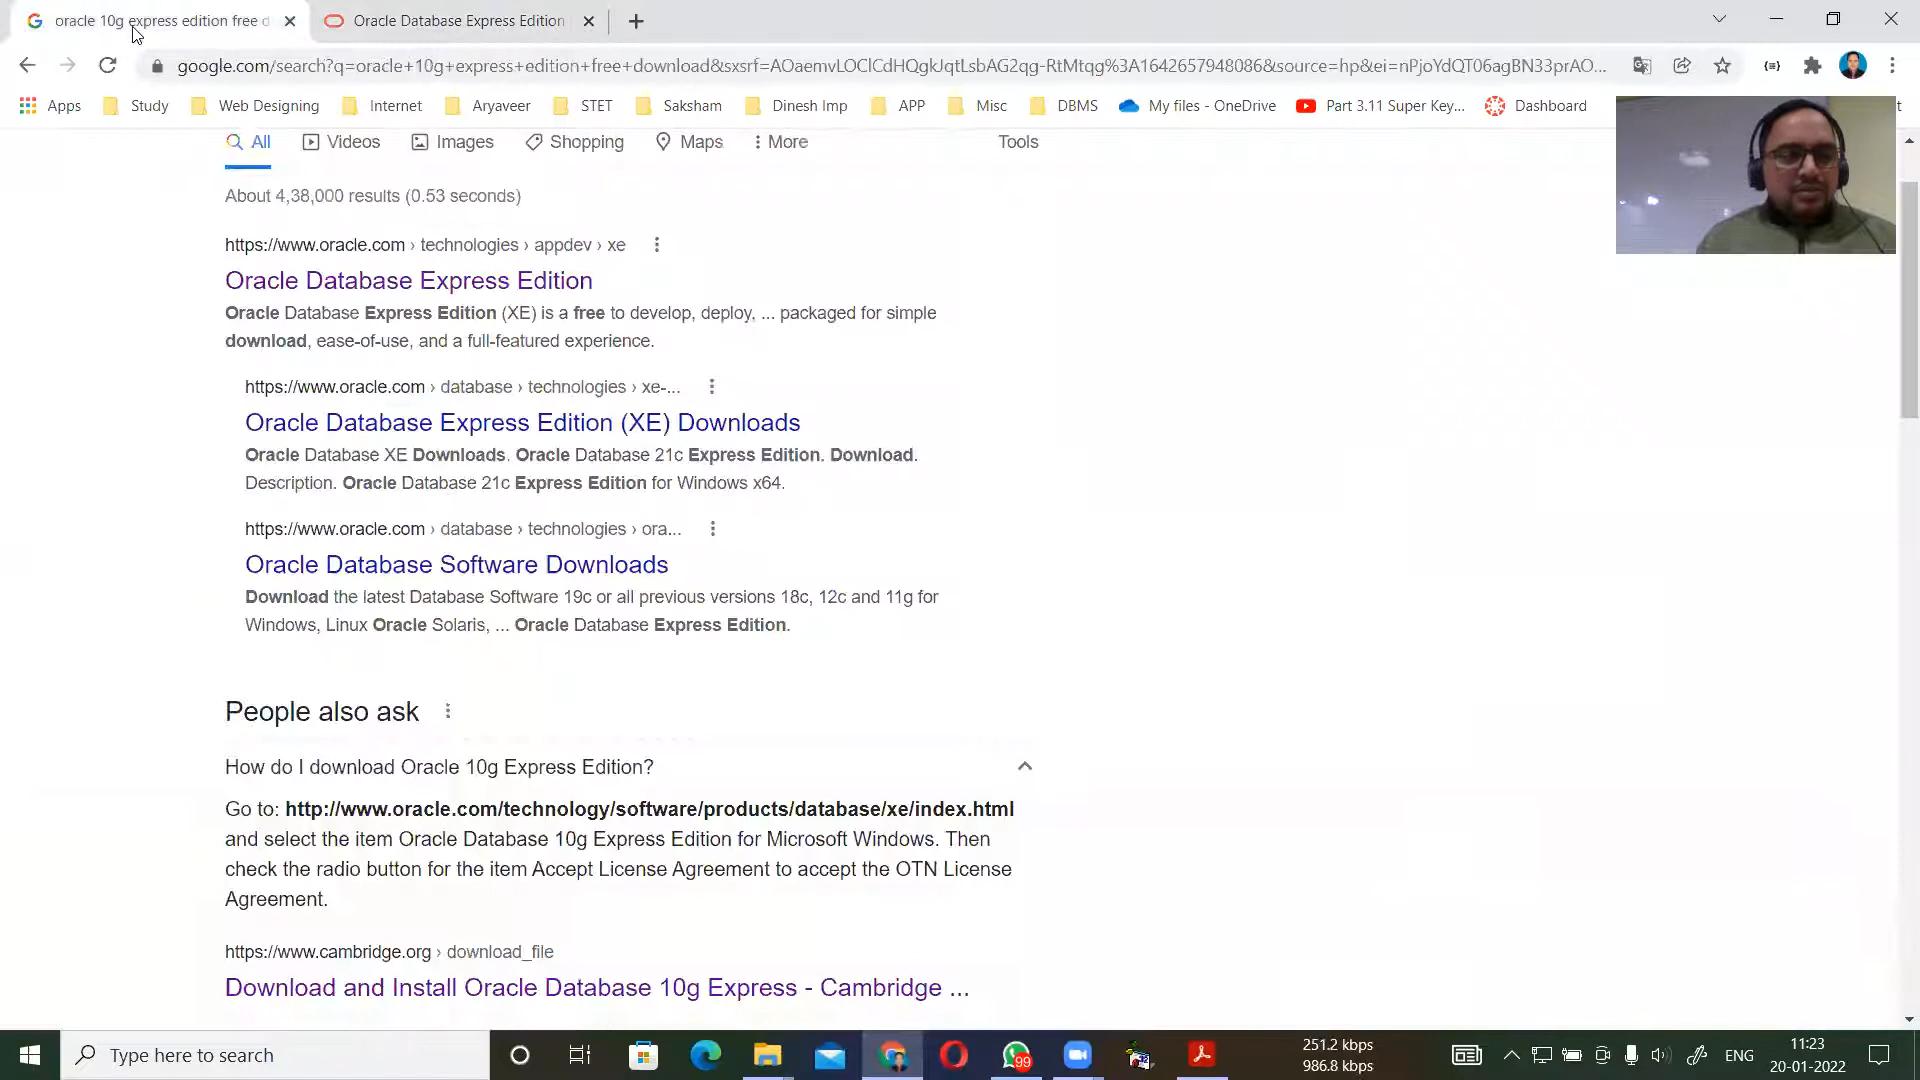 oracle 10g express edition free d
Oracle Database Express Edition
google.com/search?q=oracle+10g+express+edition+free+download&sxsrf=AOaemvLOClCdHQgkJqtLsbAG2qg-RtMtqg%3A1642657948086&source=hp&ei=nPjoYdQT06agBN33prAO...
Apps
Study
Web Designing
Internet
Aryaveer
STET
Saksham
Dinesh Imp
APP
Misc
DBMS
My files - OneDrive
Part 3.11 Super Key...
Dashboard
All
Videos
Images
Shopping
Maps
More
Tools
About 4,38,000 results (0.53 seconds)
https://www.oracle.com › technologies › appdev › xe
Oracle Database Express Edition
Oracle Database Express Edition (XE) is a free to develop, deploy, ... packaged for simple
download, ease-of-use, and a full-featured experience.
https://www.oracle.com › database › technologies › xe-...
Oracle Database Express Edition (XE) Downloads
Oracle Database XE Downloads. Oracle Database 21c Express Edition. Download.
Description. Oracle Database 21c Express Edition for Windows x64.
https://www.oracle.com › database › technologies › ora...
Oracle Database Software Downloads
Download the latest Database Software 19c or all previous versions 18c, 12c and 11g for
Windows, Linux Oracle Solaris, ... Oracle Database Express Edition.
People also ask
How do I download Oracle 10g Express Edition?
Go to: http://www.oracle.com/technology/software/products/database/xe/index.html
and select the item Oracle Database 10g Express Edition for Microsoft Windows. Then
check the radio button for the item Accept License Agreement to accept the OTN License
Agreement.
https://www.cambridge.org › download_file
Download and Install Oracle Database 10g Express - Cambridge ...
Type here to search
99
251.2 kbps
986.8 kbps
ENG
11:23
20-01-2022